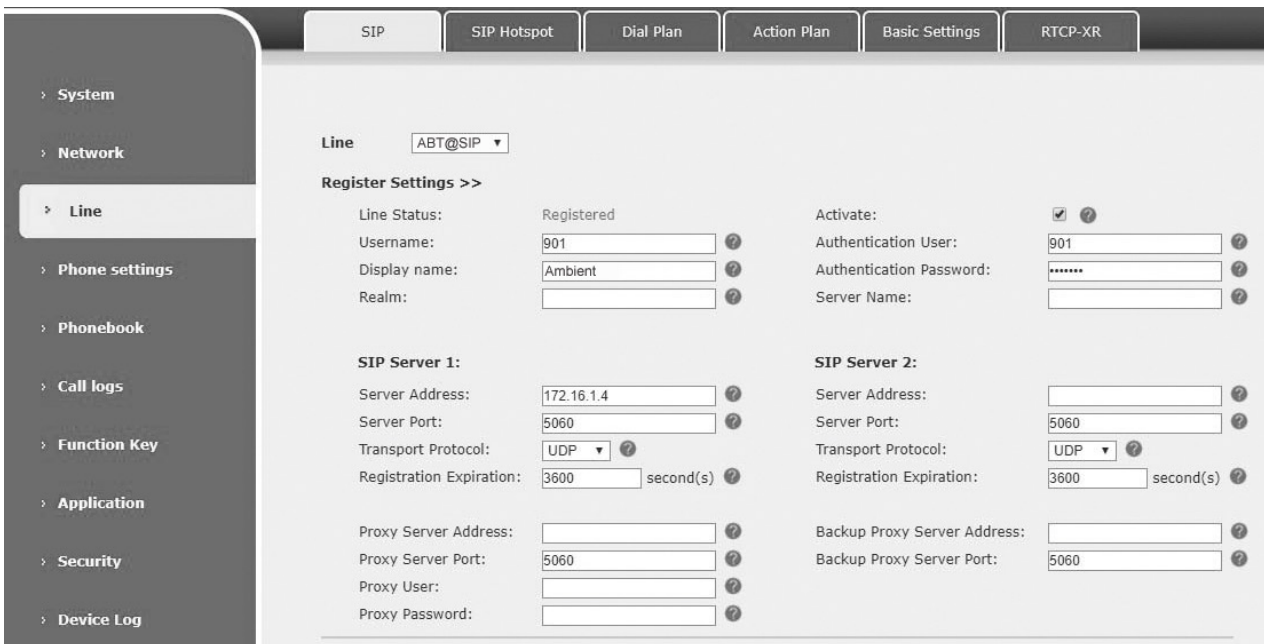 SIP SIP Hotspot Dial Plan Action Plan Basic Settings RTCP-XR
System
Network
Line
Phone settings
Phonebook
Call logs
Function Key
Application
Security
Device Log
Line ABT@SIP
Register Settings >>
Line Status: Registered Activate:
Username: 901 Authentication User: 901
Display name: Ambient Authentication Password: •••••••
Realm: Server Name:
SIP Server 1: SIP Server 2:
Server Address: 172.16.1.4 Server Address:
Server Port: 5060 Server Port: 5060
Transport Protocol: UDP Transport Protocol: UDP
Registration Expiration: 3600 second(s) Registration Expiration: 3600 second(s)
Proxy Server Address: Backup Proxy Server Address:
Proxy Server Port: 5060 Backup Proxy Server Port: 5060
Proxy User:
Proxy Password: